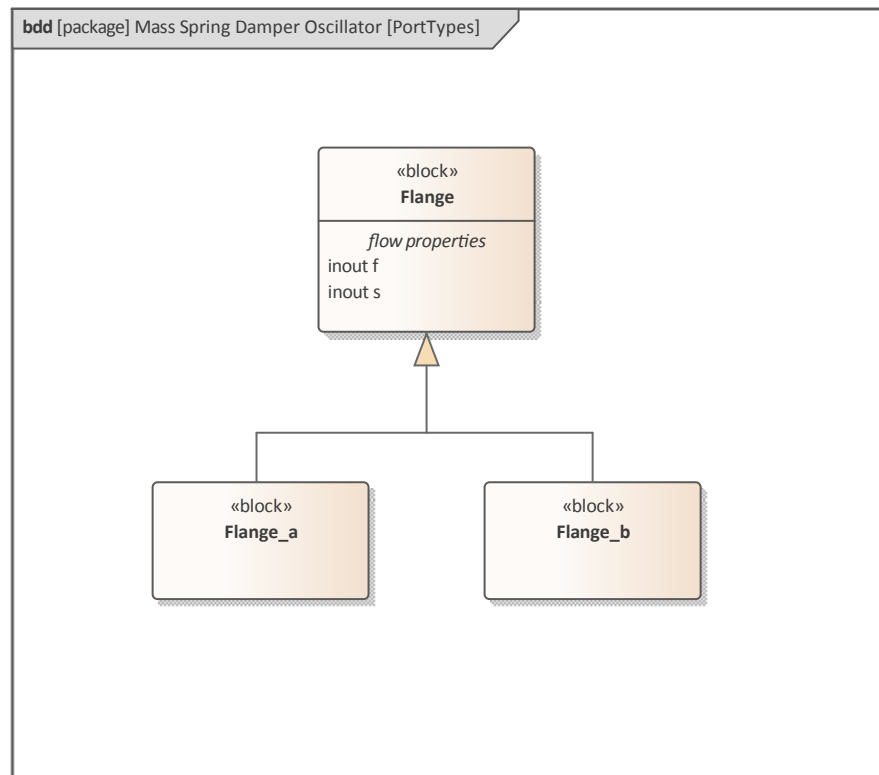 bdd [package] Mass Spring Damper Oscillator [PortTypes]
«block»
Flange
flow properties
inout f
inout s
«block»
Flange_a
«block»
Flange_b